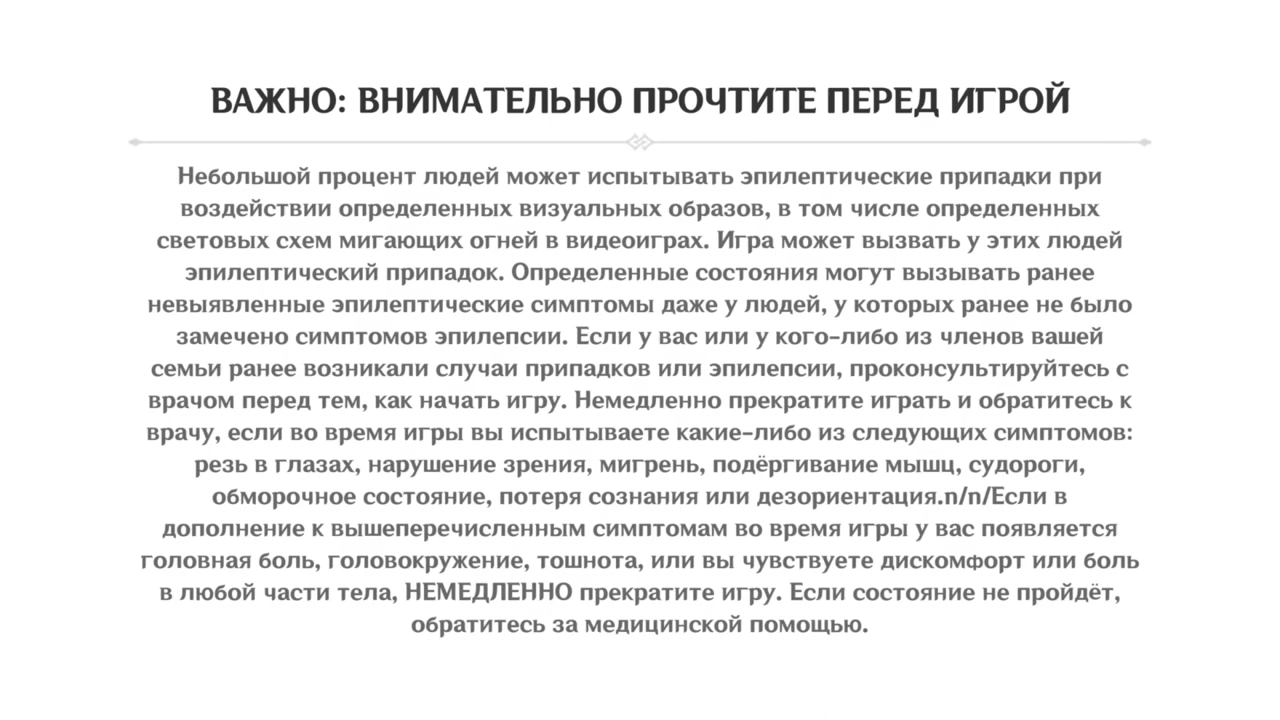 ВАЖНО: ВНИМАТЕЛЬНО ПРОЧТИТЕ ПЕРЕД ИГРОЙ
Небольшой процент людей может испытывать эпилептические припадки при
воздействии определенных визуальных образов, в том числе определенных
световых схем мигающих огней в видеоиграх. Игра может вызвать у этих людей
эпилептический припадок. Определенные состояния могут вызывать ранее
невыявленные эпилептические симптомы даже у людей, у которых ранее не было
замечено симптомов эпилепсии. Если у вас или у кого-либо из членов вашей
семьи ранее возникали случаи припадков или эпилепсии, проконсультируйтесь с
врачом перед тем, как начать игру. Немедленно прекратите играть и обратитесь к
врачу, если во время игры вы испытываете какие-либо из следующих симптомов:
резь в глазах, нарушение зрения, мигрень, подёргивание мышц, судороги,
обморочное состояние, потеря сознания или дезориентация.n/n/Если в
дополнение к вышеперечисленным симптомам во время игры у вас появляется
головная боль, головокружение, тошнота, или вы чувствуете дискомфорт или боль
в любой части тела, НЕМЕДЛЕННО прекратите игру. Если состояние не пройдёт,
обратитесь за медицинской помощью.